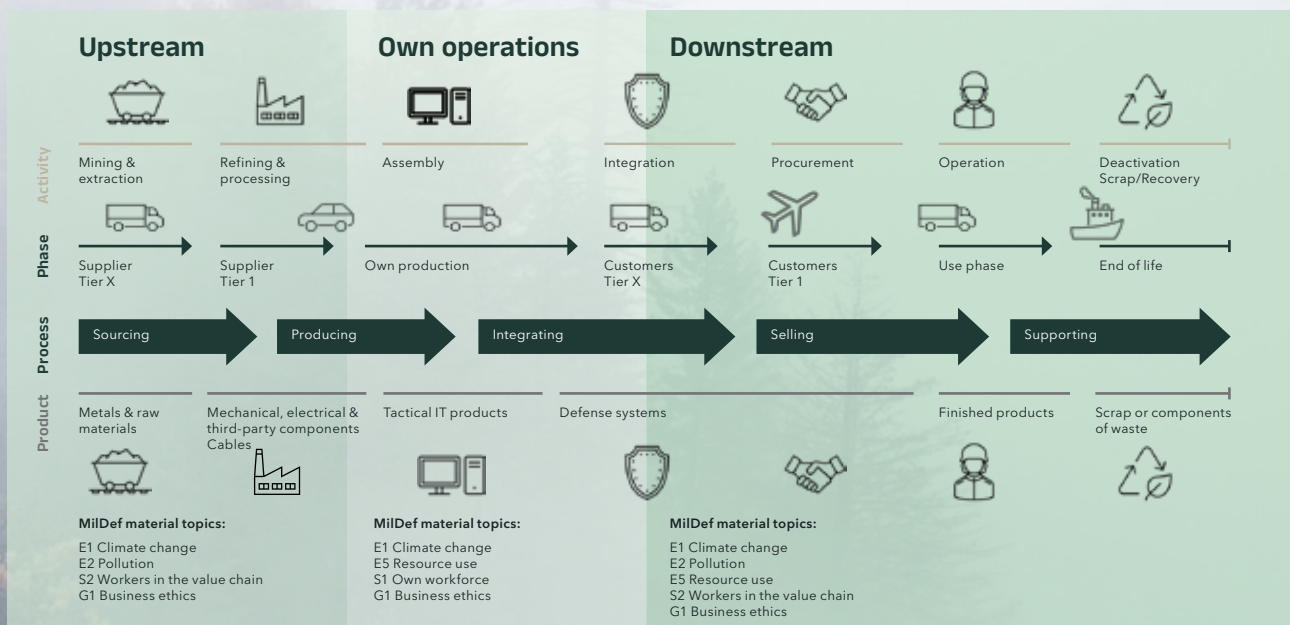 Upstream
Own operations
Downstream
Activity
Mining &
extraction
Refining &
processing
Assembly
Integration
Procurement
Operation
Deactivation
Scrap/Recovery
Phase
Supplier
Tier X
Supplier
Tier 1
Own production
Customers
Tier X
Customers
Tier 1
Use phase
End of life
Process
Sourcing
Producing
Integrating
Selling
Supporting
Product
Metals & raw
materials
Mechanical, electrical &
third-party components
Cables
Tactical IT products
Defense systems
Finished products
Scrap or components
of waste
MilDef material topics:
E1 Climate change
E2 Pollution
S2 Workers in the value chain
G1 Business ethics
MilDef material topics:
E1 Climate change
E5 Resource use
S1 Own workforce
G1 Business ethics
MilDef material topics:
E1 Climate change
E2 Pollution
E5 Resource use
S2 Workers in the value chain
G1 Business ethics